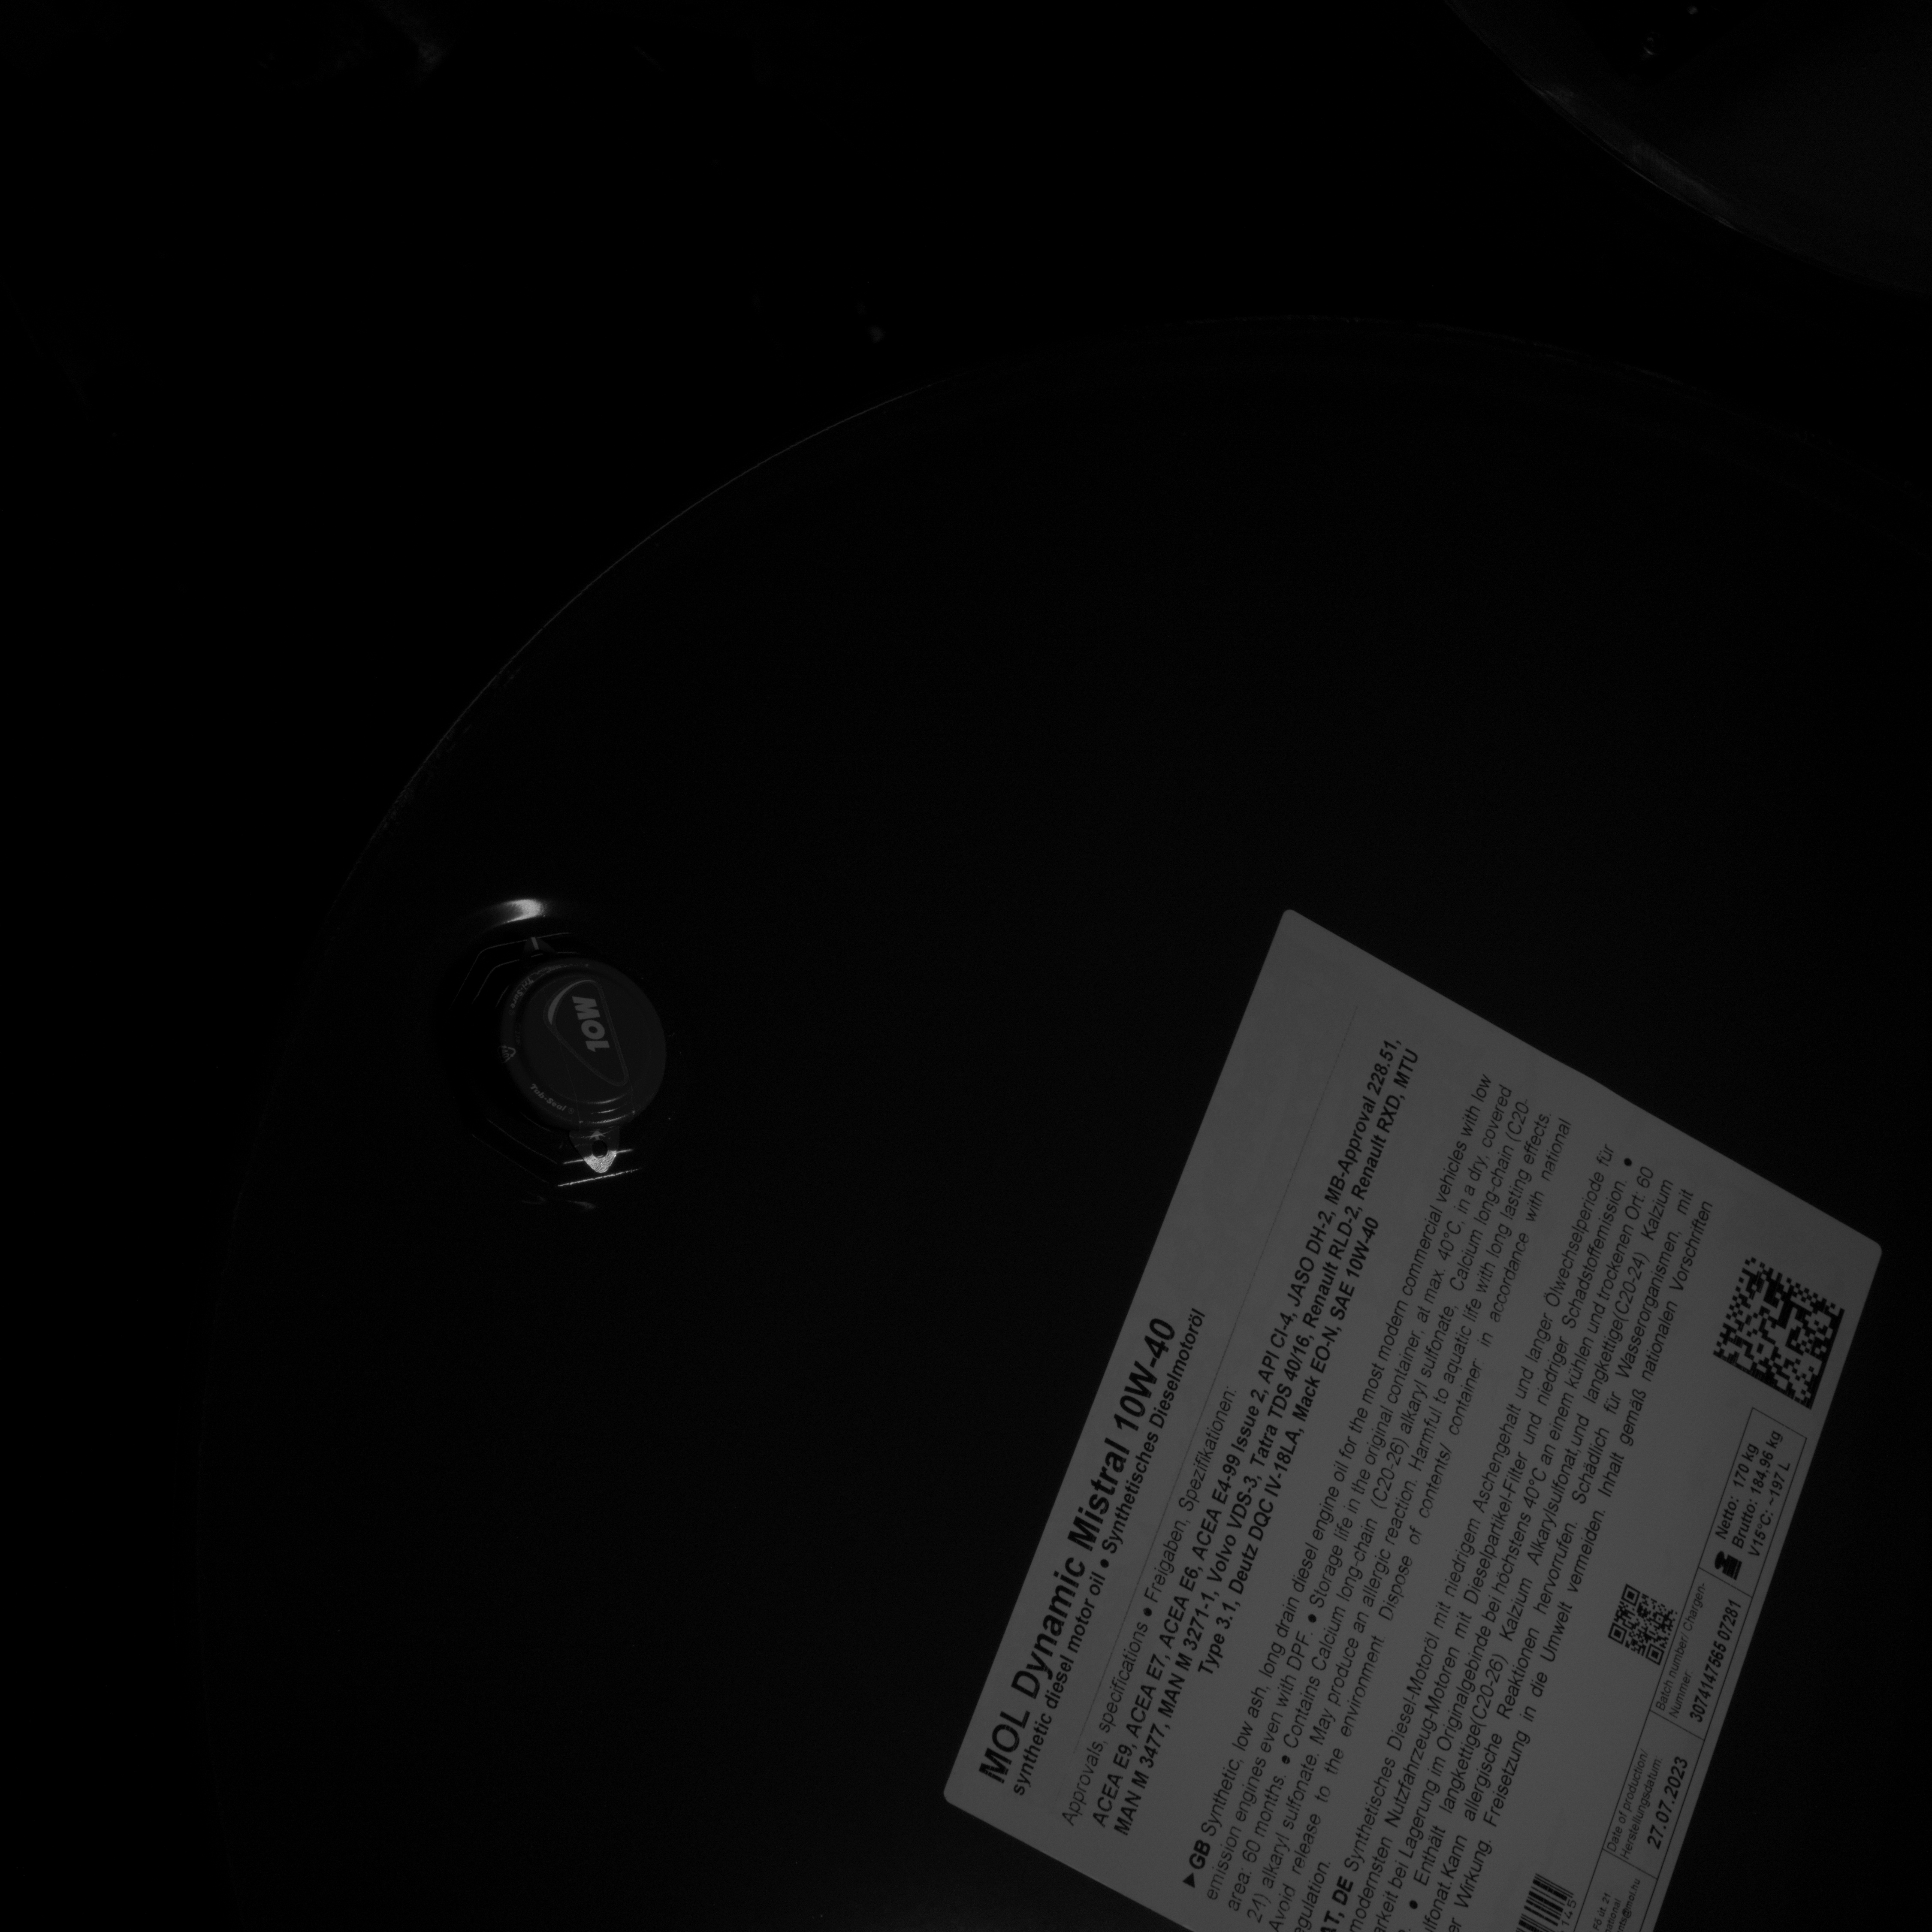 MOL
Tab-Seal
MOL Dynamic Mistral 10W-40
synthetic diesel motor oil • Synthetisches Dieselmotoröl
Approvals, specifications • Freigaben, Spezifikationen:
ACEA E9, ACEA E7, ACEA E6, ACEA E4-99 Issue 2, API CI-4, JASO DH-2, MB-Approval 228.51,
MAN M 3477, MAN M 3271-1, Volvo VDS-3, Tatra TDS 40/16, Renault RLD-2, Renault RXD, MTU
Type 3.1, Deutz DQC IV-18LA, Mack EO-N, SAE 10W-40
▶GB Synthetic, low ash, long drain diesel engine oil for the most modern commercial vehicles with low
emission engines even with DPF. • Storage life in the original container, at max. 40°C, in a dry, covered
area: 60 months. • Contains Calcium long-chain (C20-26) alkaryl sulfonate, Calcium long-chain (C20-
24) alkaryl sulfonate. May produce an allergic reaction. Harmful to aquatic life with long lasting effects.
Avoid release to the environment. Dispose of contents/ container in accordance with national
regulation.
AT, DE Synthetisches Diesel-Motoröl mit niedrigem Aschengehalt und langer Ölwechselperiode für
modernsten Nutzfahrzeug-Motoren mit Dieselpartikel-Filter und niedriger Schadstoffemission. •
arkeit bei Lagerung im Originalgebinde bei höchstens 40°C an einem kühlen und trockenen Ort: 60
• Enthält langkettige(C20-26) Kalzium Alkarylsulfonat und langkettige(C20-24) Kalzium
lfonat.Kann allergische Reaktionen hervorrufen. Schädlich für Wasserorganismen, mit
er Wirkung. Freisetzung in die Umwelt vermeiden. Inhalt gemäß nationalen Vorschriften
Fő út. 21
Date of production/
Herstellungsdatum:
27.07.2023
Batch number/ Chargen-
Nummer
3074147565 07281
Netto: 170 kg
Brutto: 184,96 kg
V15°C: ~197 L